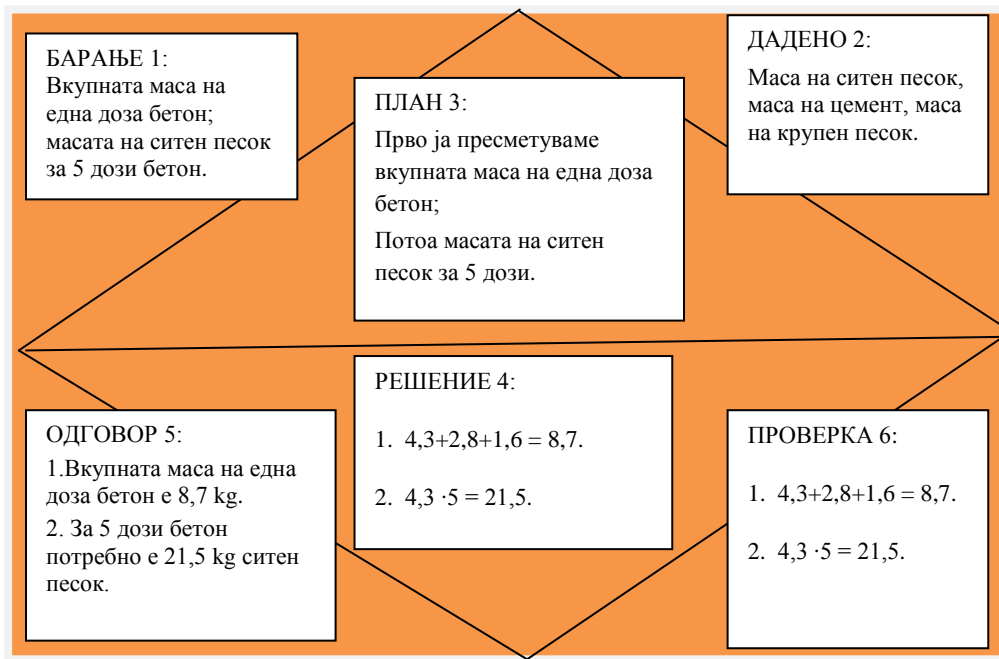 БАРАЊЕ 1:
Вкупната маса на
една доза бетон;
масата на ситен песок
за 5 дози бетон.
ДАДЕНО 2:
Маса на ситен песок,
маса на цемент, маса
на крупен песок.
ПЛАН 3:
Прво ја пресметуваме
вкупната маса на една доза
бетон;
Потоа масата на ситен
песок за 5 дози.
РЕШЕНИЕ 4:
1. 4,3+2,8+1,6 = 8,7.
2. 4,3 ·5 = 21,5.
ОДГОВОР 5:
1.Вкупната маса на една
доза бетон е 8,7 kg.
2. За 5 дози бетон
потребно е 21,5 kg ситен
песок.
ПРОВЕРКА 6:
1. 4,3+2,8+1,6 = 8,7.
2. 4,3 ·5 = 21,5.